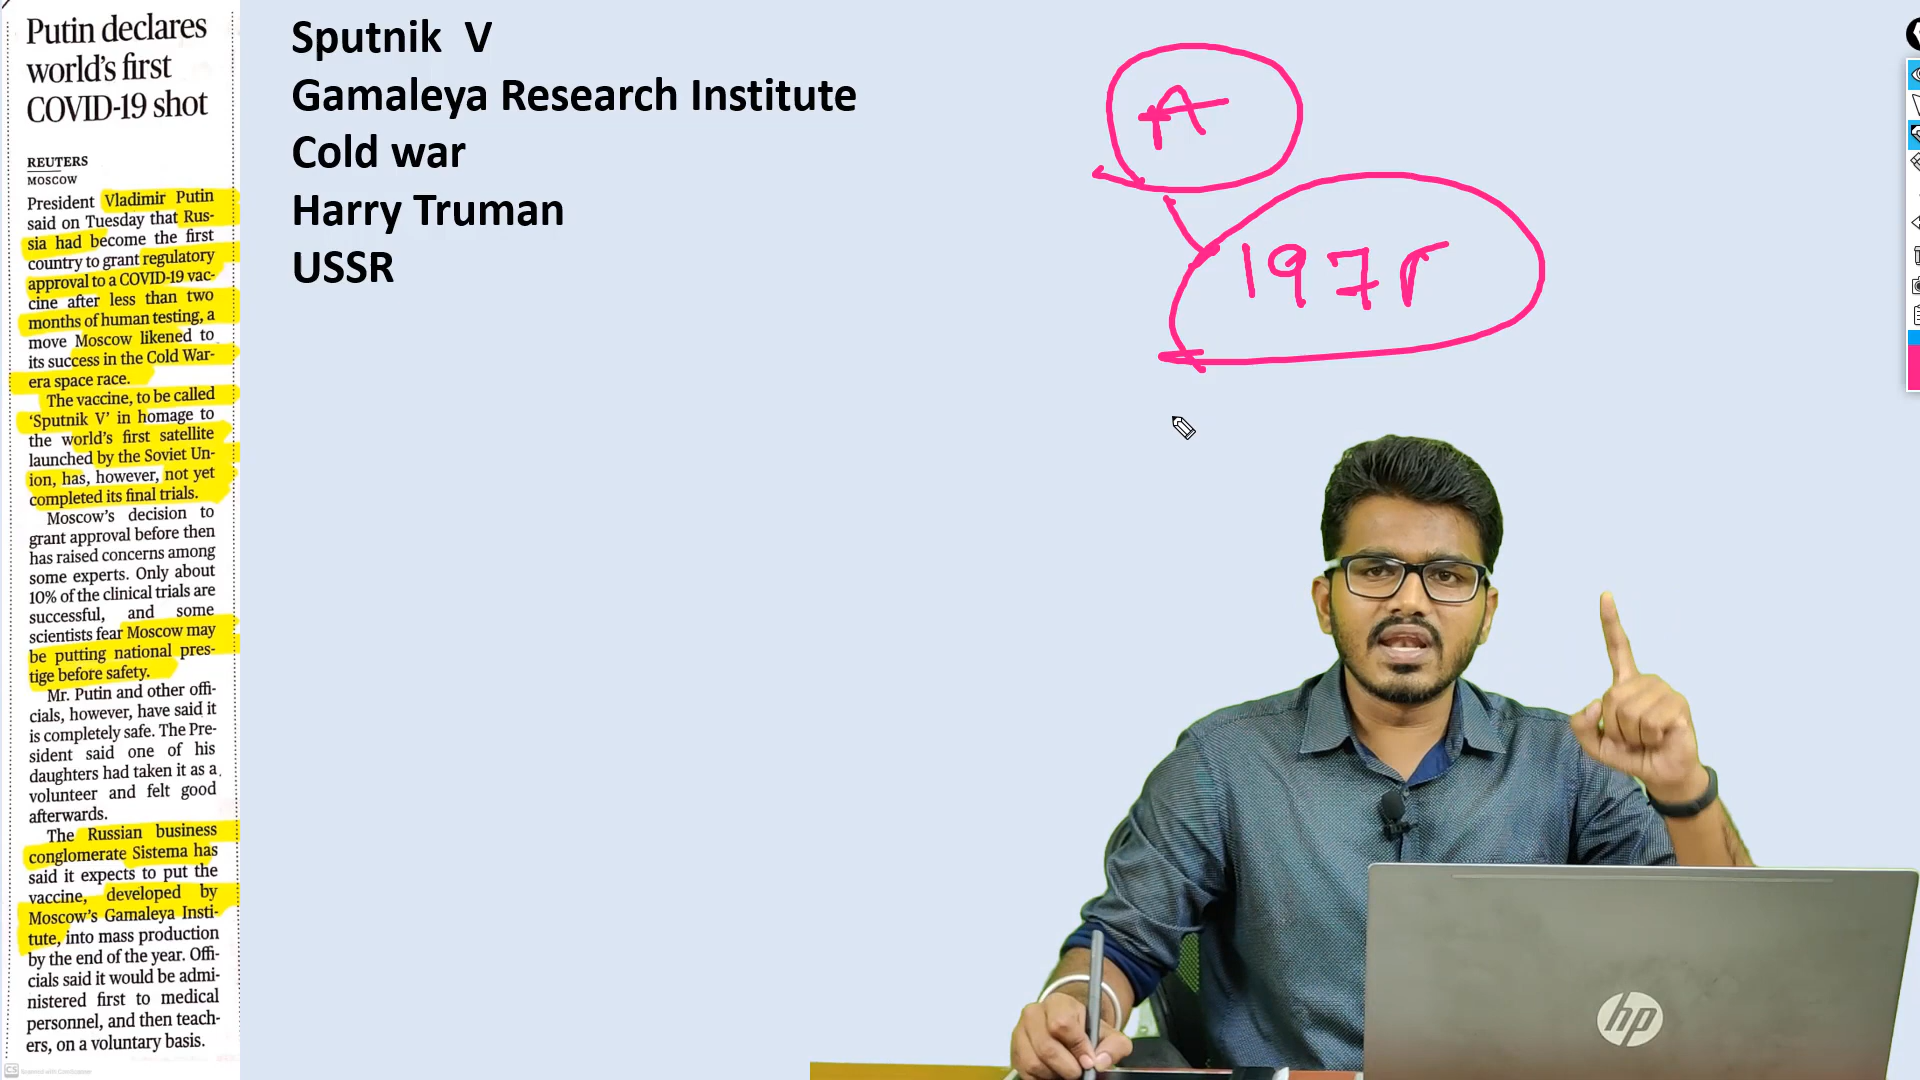 Putin declares
world's first
COVID-19 shot
REUTERS
MOSCOW
President Vladimir Putin
said on Tuesday that Rus-
sia had become the first
country to grant regulatory
approval to a COVID-19 vac-
cine after less than two
months of human testing, a
move Moscow likened to
its success in the Cold War-
era space race.
The vaccine, to be called
‘Sputnik V’ in homage to
the world's first satellite
launched by the Soviet Un-
ion, has, however, not yet
completed its final trials.
Moscow's decision to
grant approval before then
has raised concerns among
some experts. Only about
10% of the clinical trials are
successful, and some
scientists fear Moscow may
be putting national pres-
tige before safety.
Mr. Putin and other offi-
cials, however, have said it
is completely safe. The Pre-
sident said one of his
daughters had taken it as a
volunteer and felt good
afterwards.
The Russian business
conglomerate Sistema has
said it expects to put the
vaccine, developed by
Moscow's Gamaleya Insti-
tute, into mass production
by the end of the year. Offi-
cials said it would be admi-
nistered first to medical
personnel, and then teach-
ers, on a voluntary basis.
CS Scanned with CamScanner
Sputnik V
Gamaleya Research Institute
Cold war
Harry Truman
USSR
A
197
hp